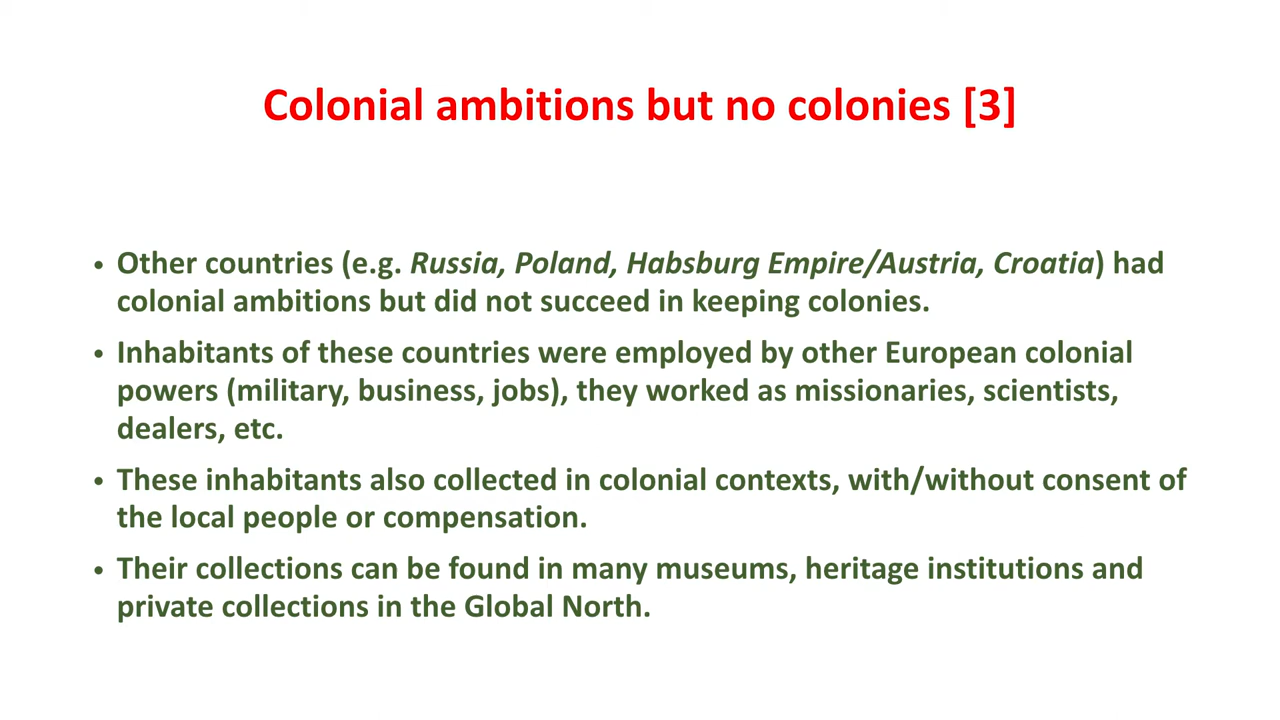 Colonial ambitions but no colonies [3]
• Other countries (e.g. Russia, Poland, Habsburg Empire/Austria, Croatia) had
colonial ambitions but did not succeed in keeping colonies.
• Inhabitants of these countries were employed by other European colonial
powers (military, business, jobs), they worked as missionaries, scientists,
dealers, etc.
• These inhabitants also collected in colonial contexts, with/without consent of
the local people or compensation.
• Their collections can be found in many museums, heritage institutions and
private collections in the Global North.